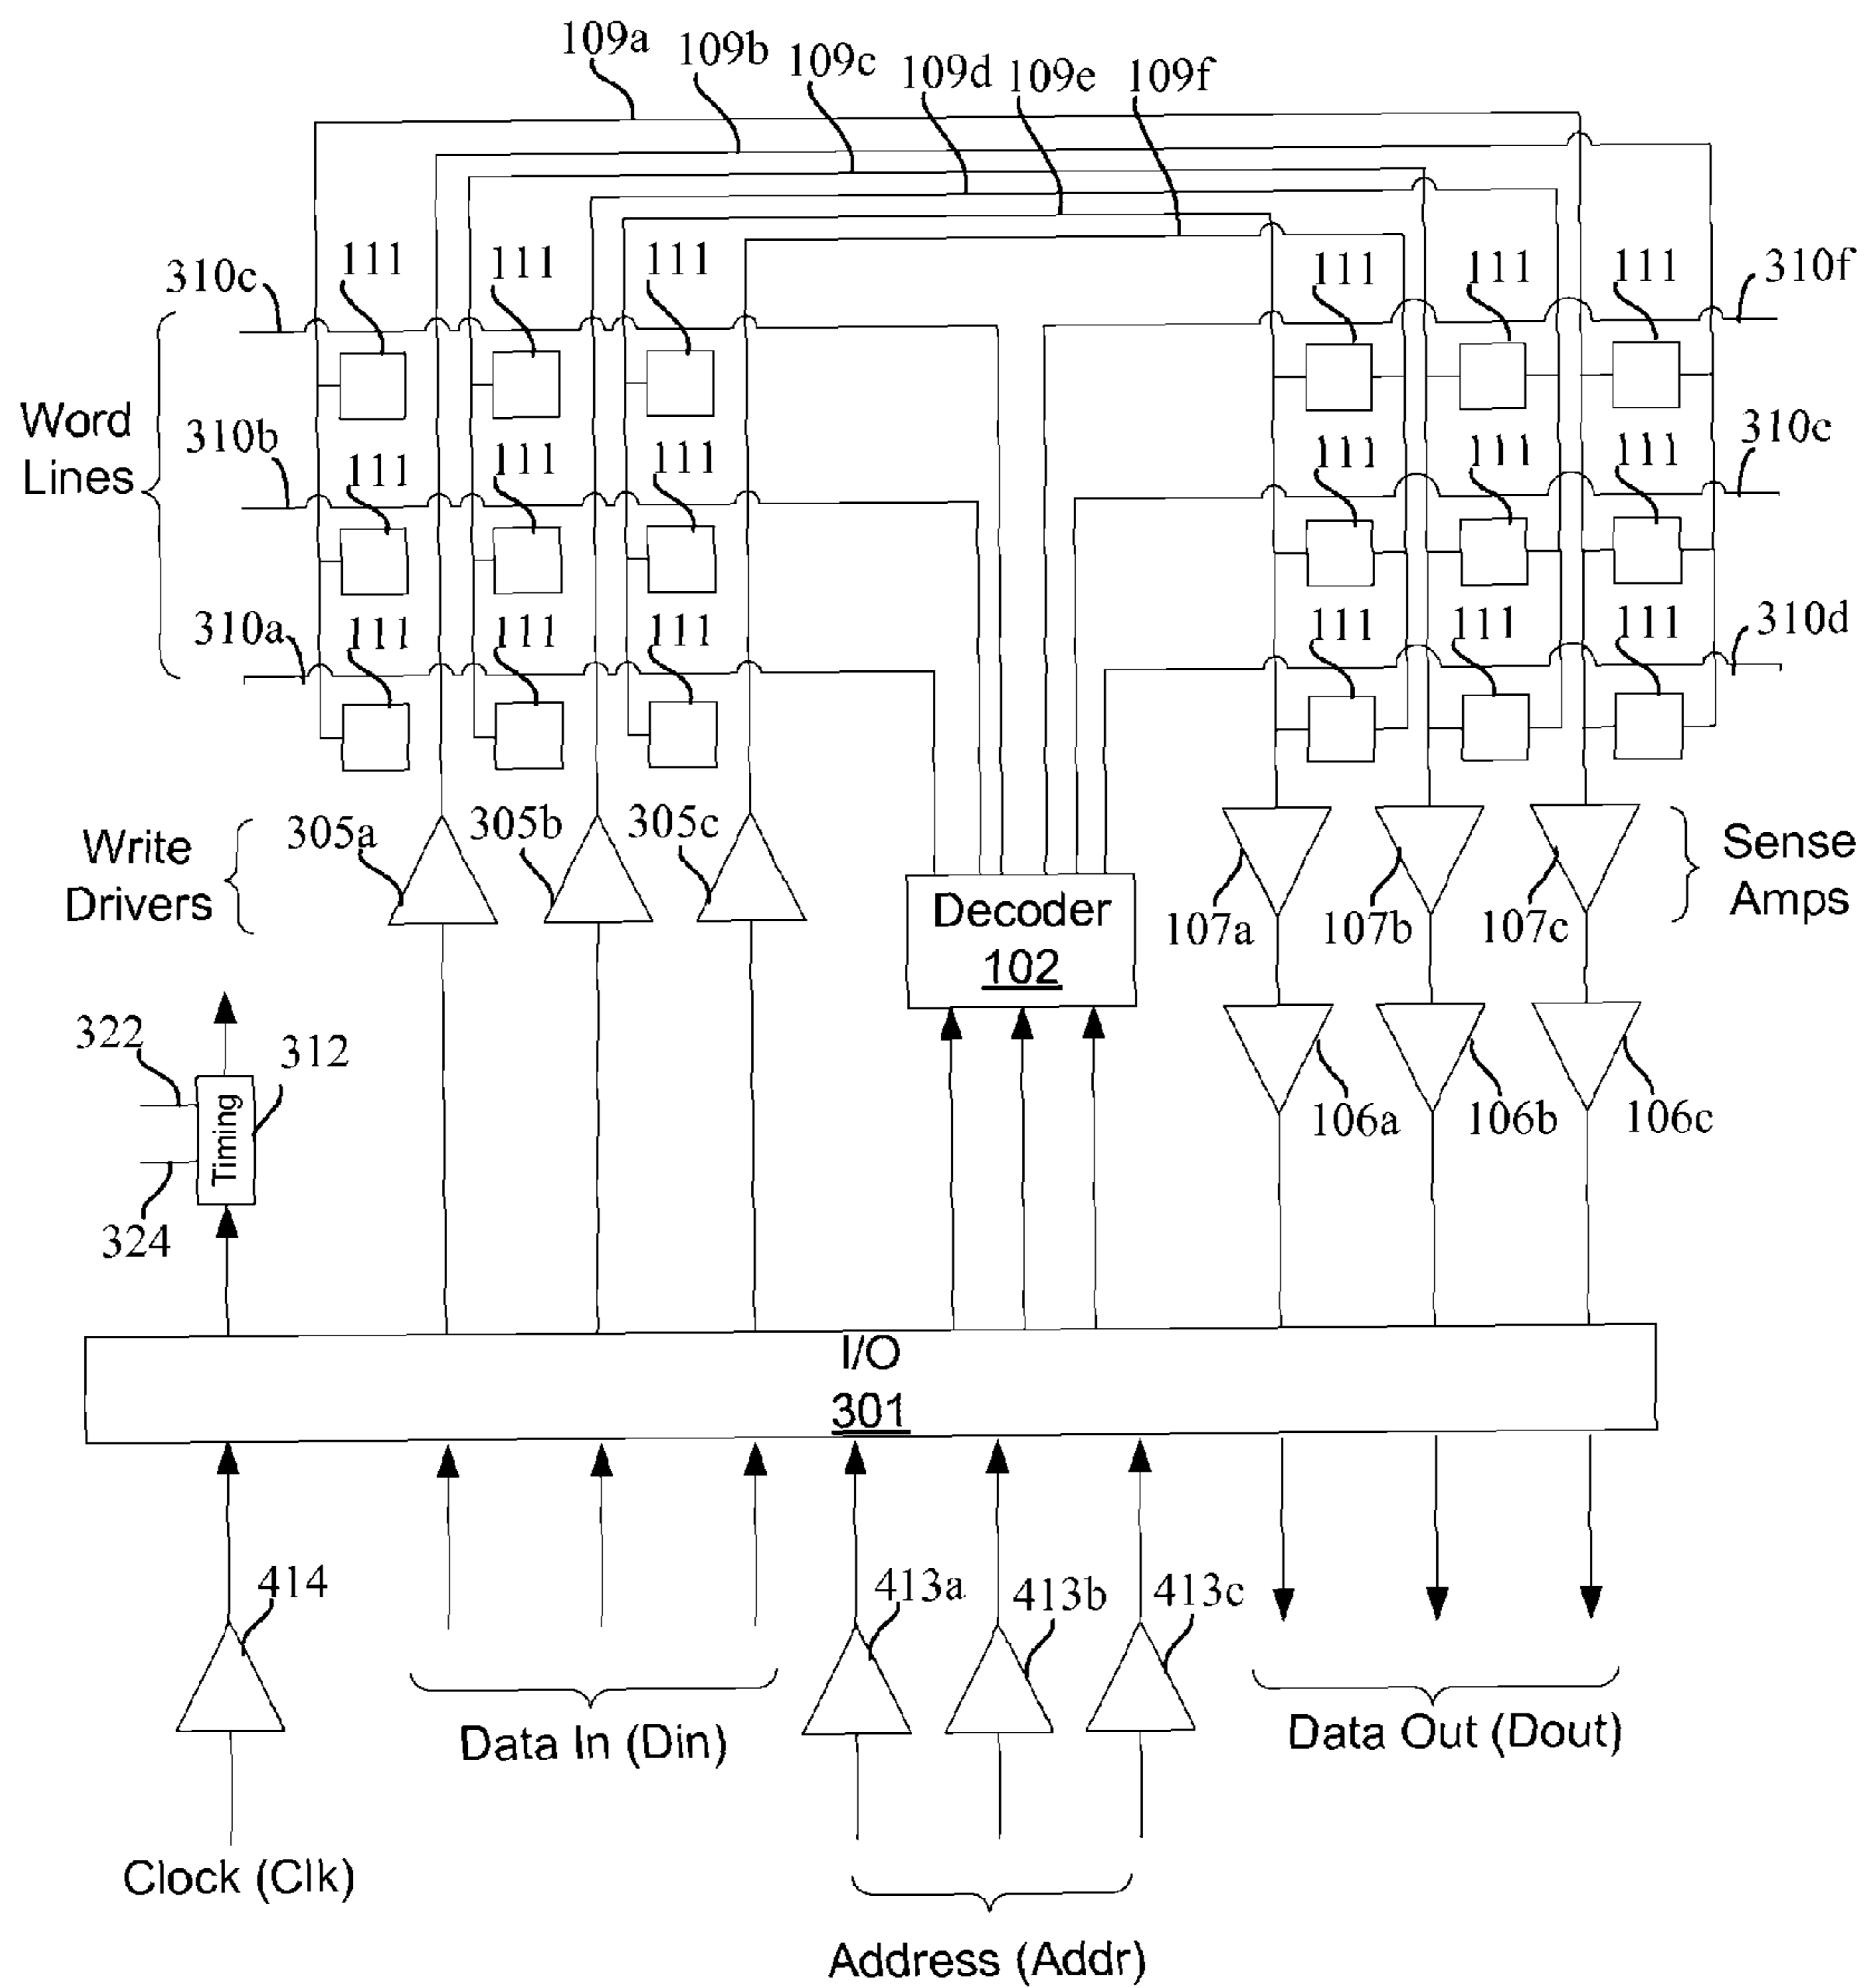 109a 109b 109c 109d 109e 109f
310c 111 111 111 111 111 111 310f
Word
Lines
310b 111 111 111 111 111 111 310c
310a 111 111 111 111 111 111 310d
Write
Drivers
305a 305b 305c
Decoder
102
107a 107b 107c
Sense
Amps
322 312
Timing
324
106a 106b 106c
I/O
301
414 413a 413b 413c
Data In (Din)
Data Out (Dout)
Clock (Clk)
Address (Addr)